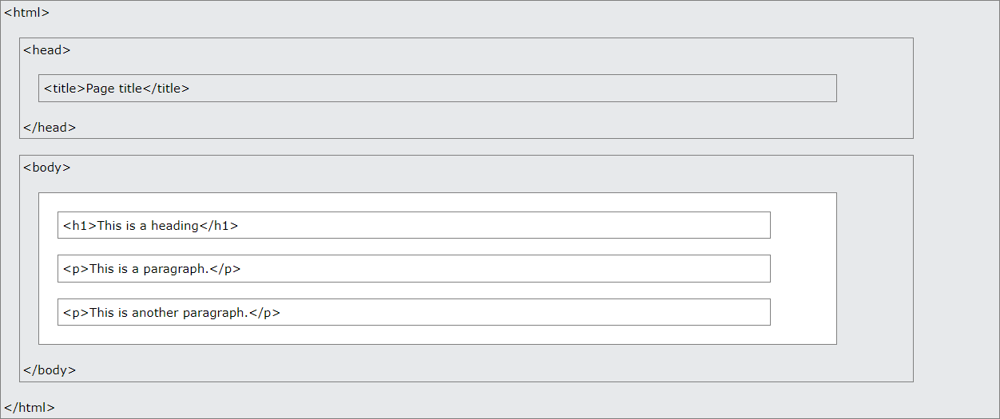 <html>
<head>
<title>Page title</title>
</head>
<body>
<h1>This is a heading</h1>
<p>This is a paragraph.</p>
<p>This is another paragraph.</p>
</body>
</html>